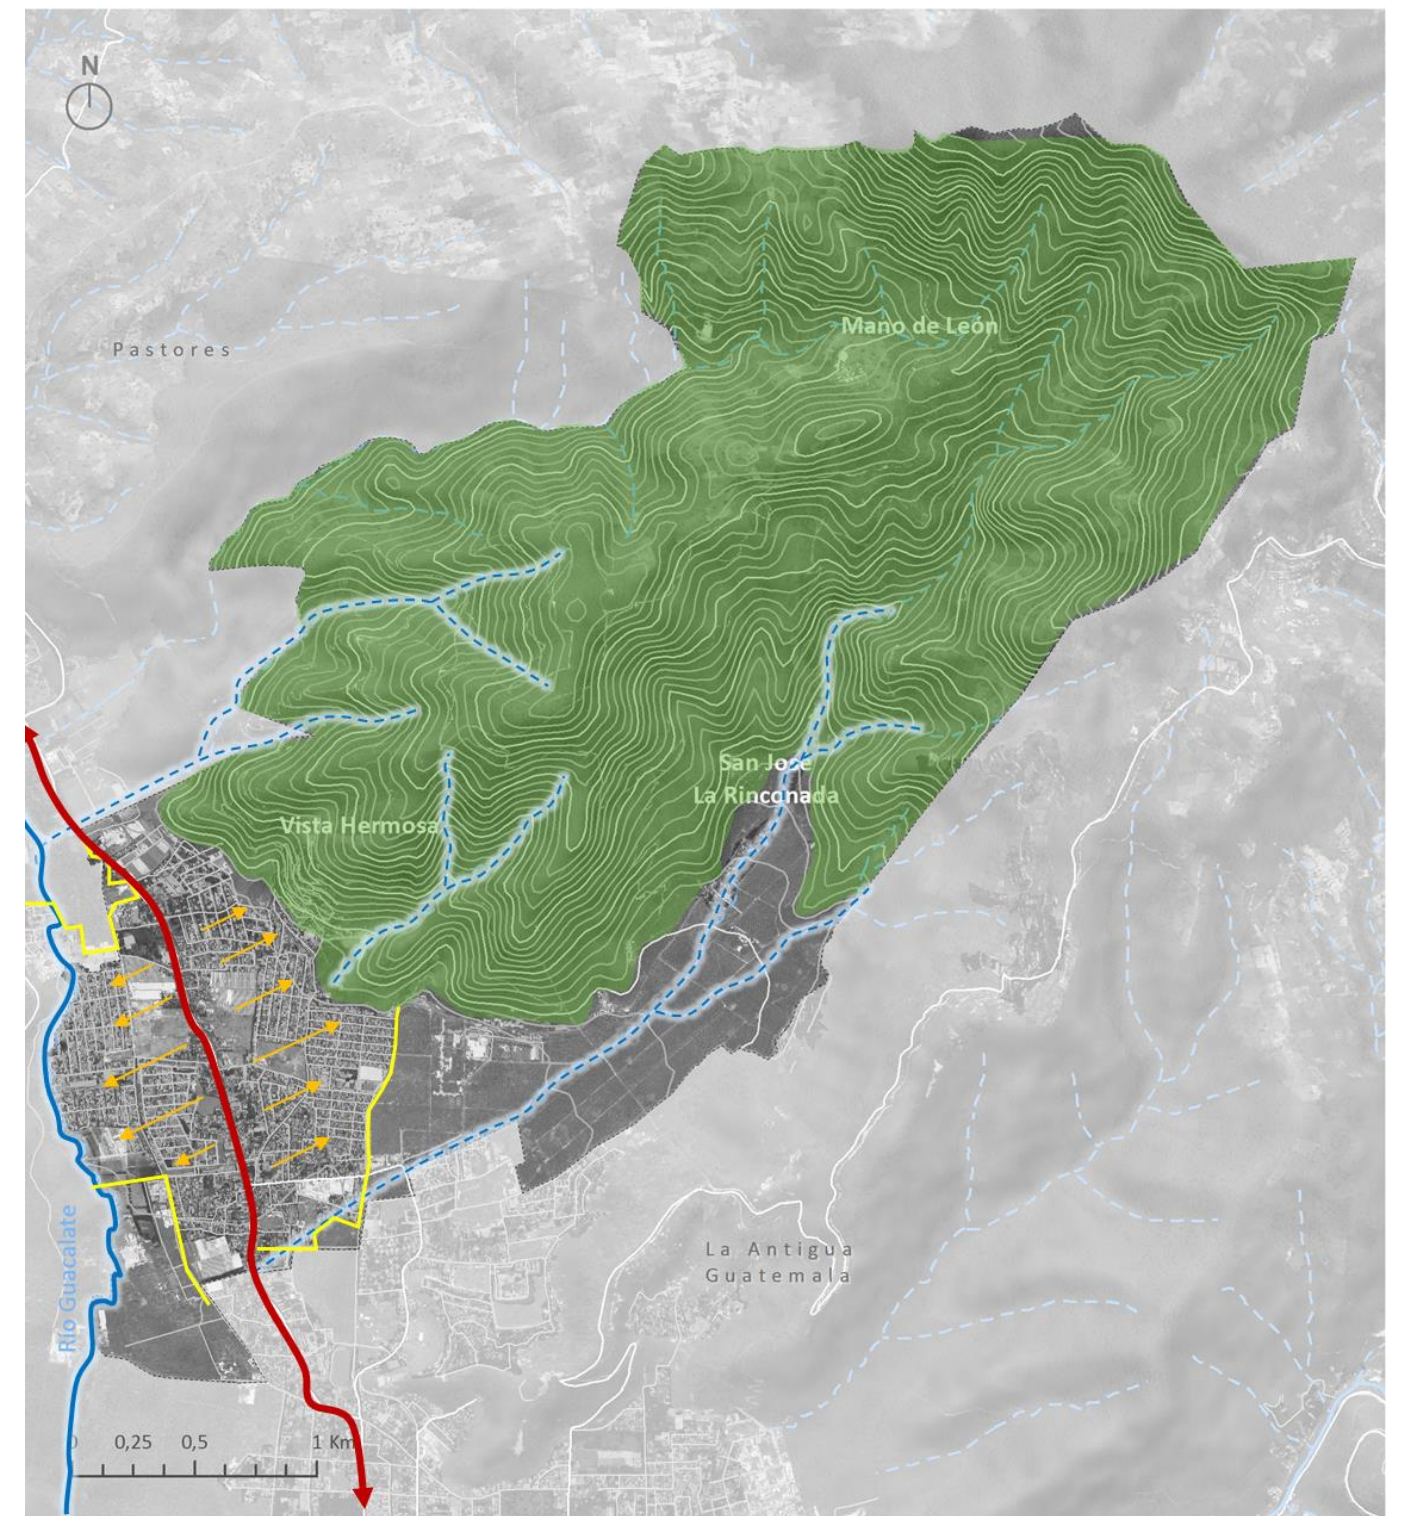 N
Pastores
Mano de León
San José
La Rinconada
Vista Hermosa
Río Guacalate
La Antigua
Guatemala
0 0,25 0,5 1 Km